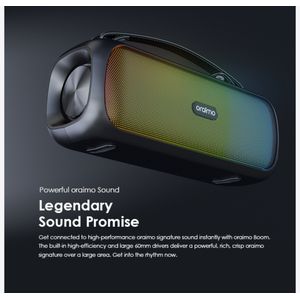 oraimo
Powerful oraimo Sound
Legendary
Sound Promise
Get connected to high-performance oraimo signature sound instantly with oraimo Boom.
The built in high-efficiency and large 60mm drivers deliver a powerful, rich, crisp oraimo
signature over a large area. Get into the rhythm now.